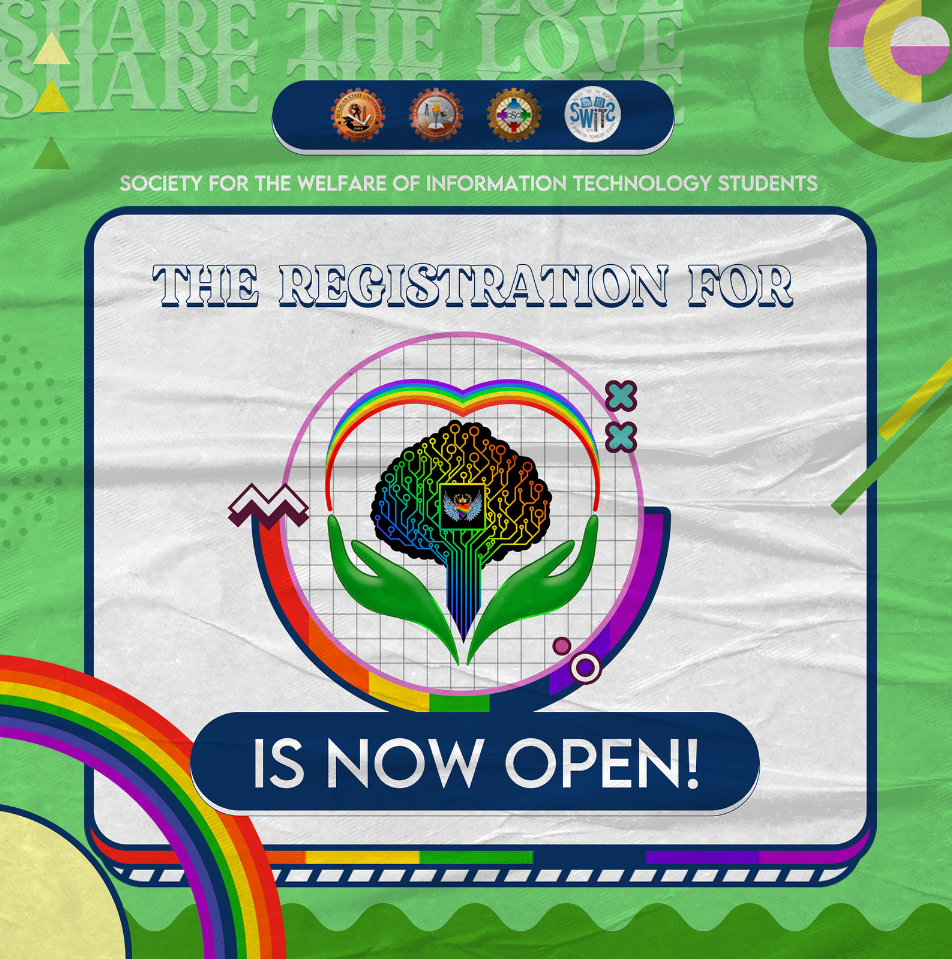 SHARE THE LOVE
SHARE THE LOVE
SWITS
SOCIETY FOR THE WELFARE OF INFORMATION TECHNOLOGY STUDENTS
THE REGISTRATION FOR
IS NOW OPEN!